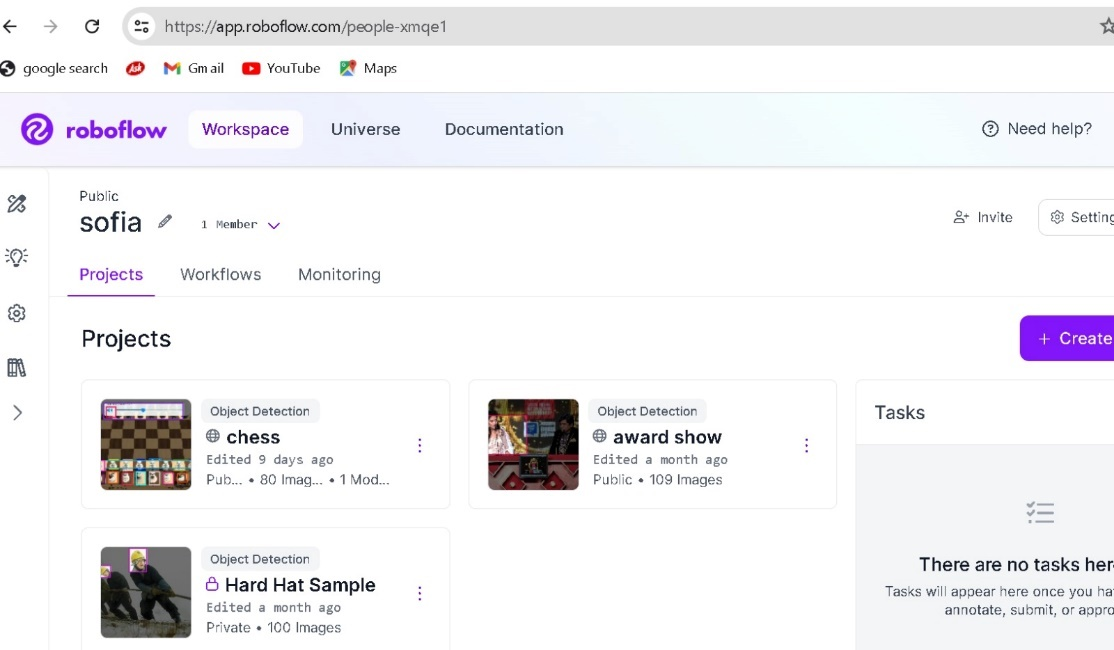 https://app.roboflow.com/people-xmqe1
google search Ask Gmail YouTube Maps
roboflow Workspace Universe Documentation Need help?
Public
sofia 1 Member Invite Setting
Projects Workflows Monitoring
Projects + Create
Object Detection Object Detection Tasks
chess award show
Edited 9 days ago Edited a month ago
Pub... • 80 Imag... • 1 Mod... Public • 109 Images
Object Detection
Hard Hat Sample
Edited a month ago
Private • 100 Images
There are no tasks her
Tasks will appear here once you ha
annotate, submit, or appro